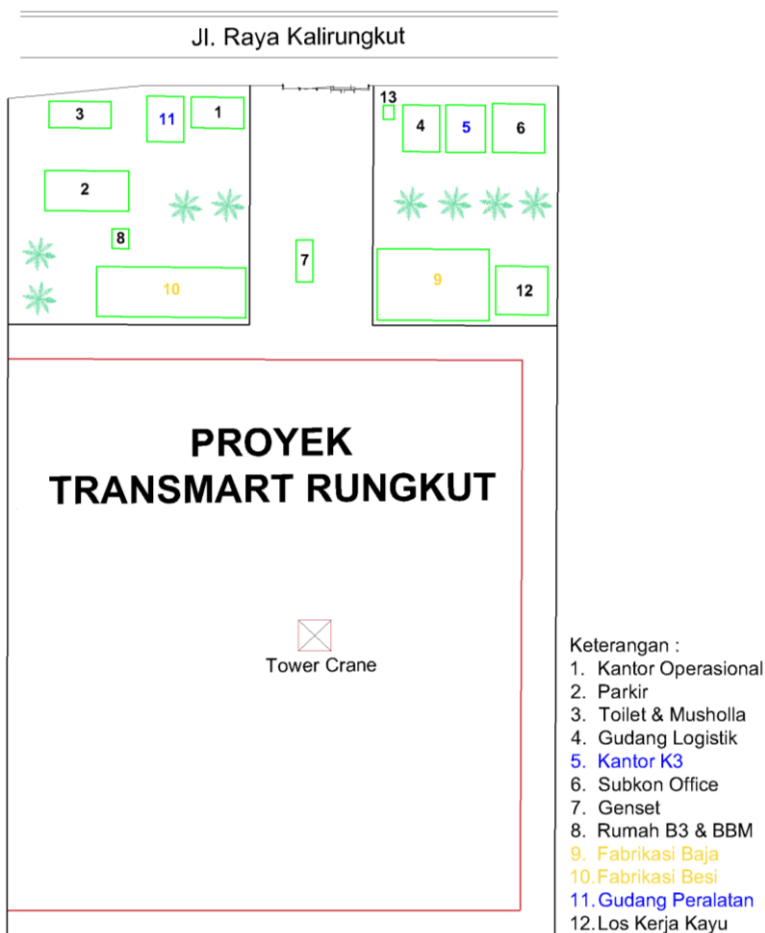 Jl. Raya Kalirungkut
13
3
11
1
4
5
6
2
8
7
10
9
12
PROYEK
TRANSMART RUNGKUT
Tower Crane
Keterangan :
1. Kantor Operasional
2. Parkir
3. Toilet & Musholla
4. Gudang Logistik
5. Kantor K3
6. Subkon Office
7. Genset
8. Rumah B3 & BBM
9. Fabrikasi Baja
10.Fabrikasi Besi
11.Gudang Peralatan
12.Los Kerja Kayu